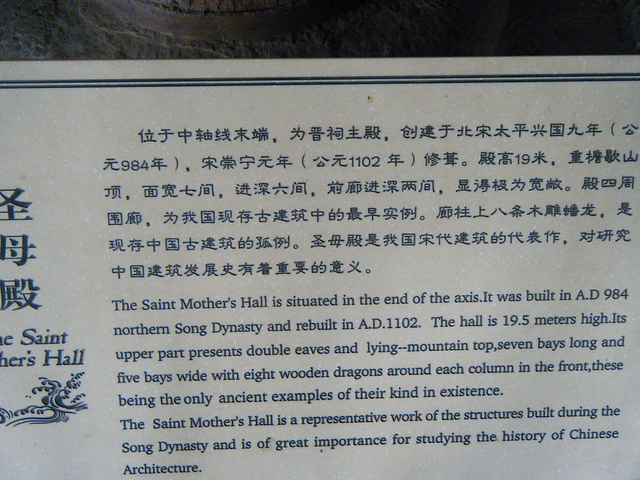 位于中轴线末端，为晋祠主殿，创建于北宋太平兴国九年（公
元984年），宋崇宁元年（公元1102 年）修葺。殿高19米，重檐歇山
顶，面宽七间，进深六间，前廊进深两间，显得极为宽敞。殿四周
围廊，为我国现存古建筑中的最早实例。廊柱上八条木雕蟠龙，是
现存中国古建筑的孤例。圣母殿是我国宋代建筑的代表作，对研究
中国建筑发展史有着重要的意义。
圣母殿
he Saint
ther's Hall
The Saint Mother's Hall is situated in the end of the axis.It was built in A.D 984
northern Song Dynasty and rebuilt in A.D.1102. The hall is 19.5 meters high.Its
upper part presents double eaves and lying--mountain top,seven bays long and
five bays wide with eight wooden dragons around each column in the front,these
being the only ancient examples of their kind in existence.
The Saint Mother's Hall is a representative work of the structures built during the
Song Dynasty and is of great importance for studying the history of Chinese
Architecture.